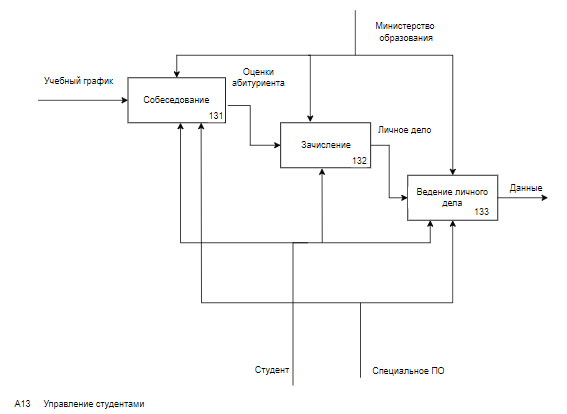 Министерство
образования
Учебный график
Оценки
абитуриента
Собеседование
131
Зачисление
132
Личное дело
Ведение личного
дела
133
Данные
Студент
Специальное ПО
А13 Управление студентами